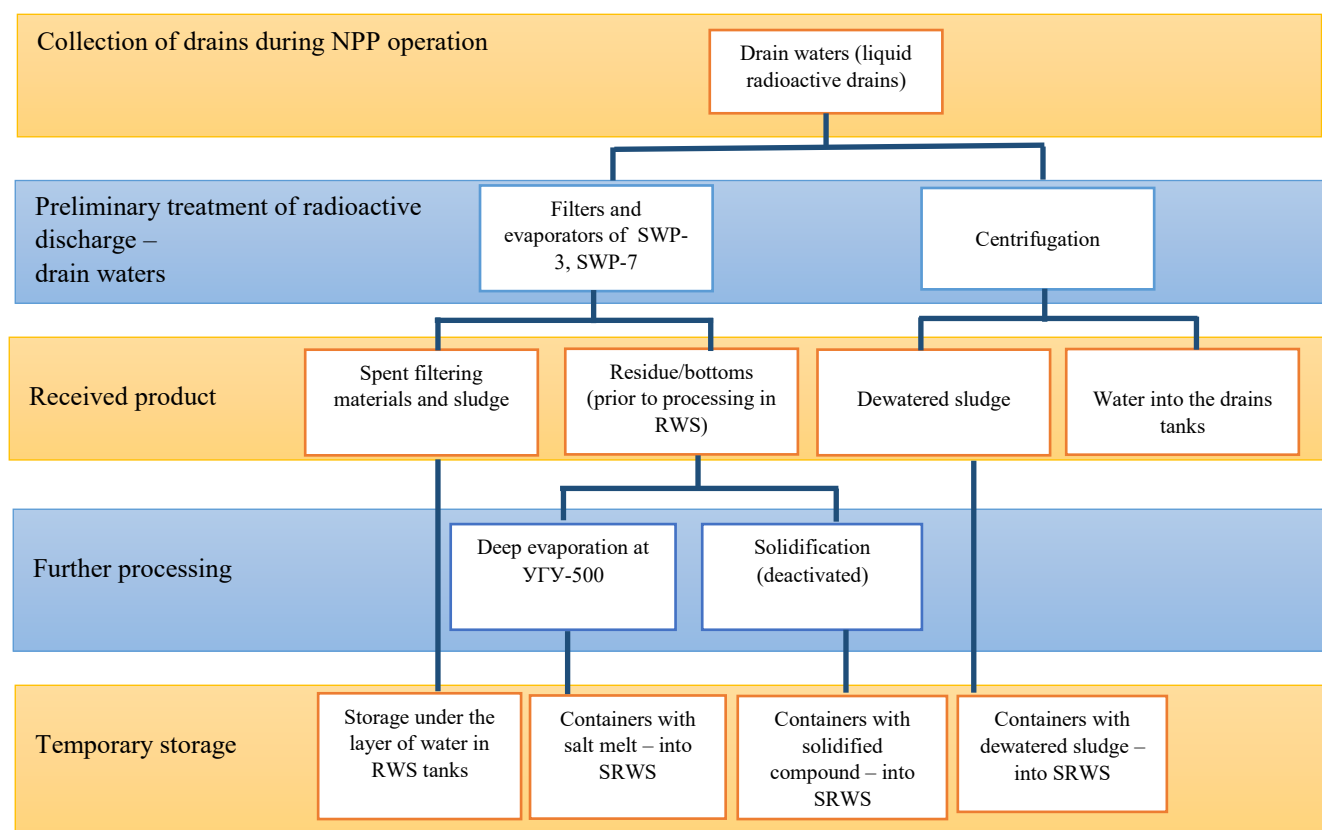 Collection of drains during NPP operation
Drain waters (liquid
radioactive drains)
Preliminary treatment of radioactive
discharge –
drain waters
Filters and
evaporators of SWP-
3, SWP-7
Centrifugation
Received product
Spent filtering
materials and sludge
Residue/bottoms
(prior to processing in
RWS)
Dewatered sludge
Water into the drains
tanks
Further processing
Deep evaporation at
УГУ-500
Solidification
(deactivated)
Temporary storage
Storage under the
layer of water in
RWS tanks
Containers with
salt melt – into
SRWS
Containers with
solidified
compound – into
SRWS
Containers with
dewatered sludge –
into SRWS